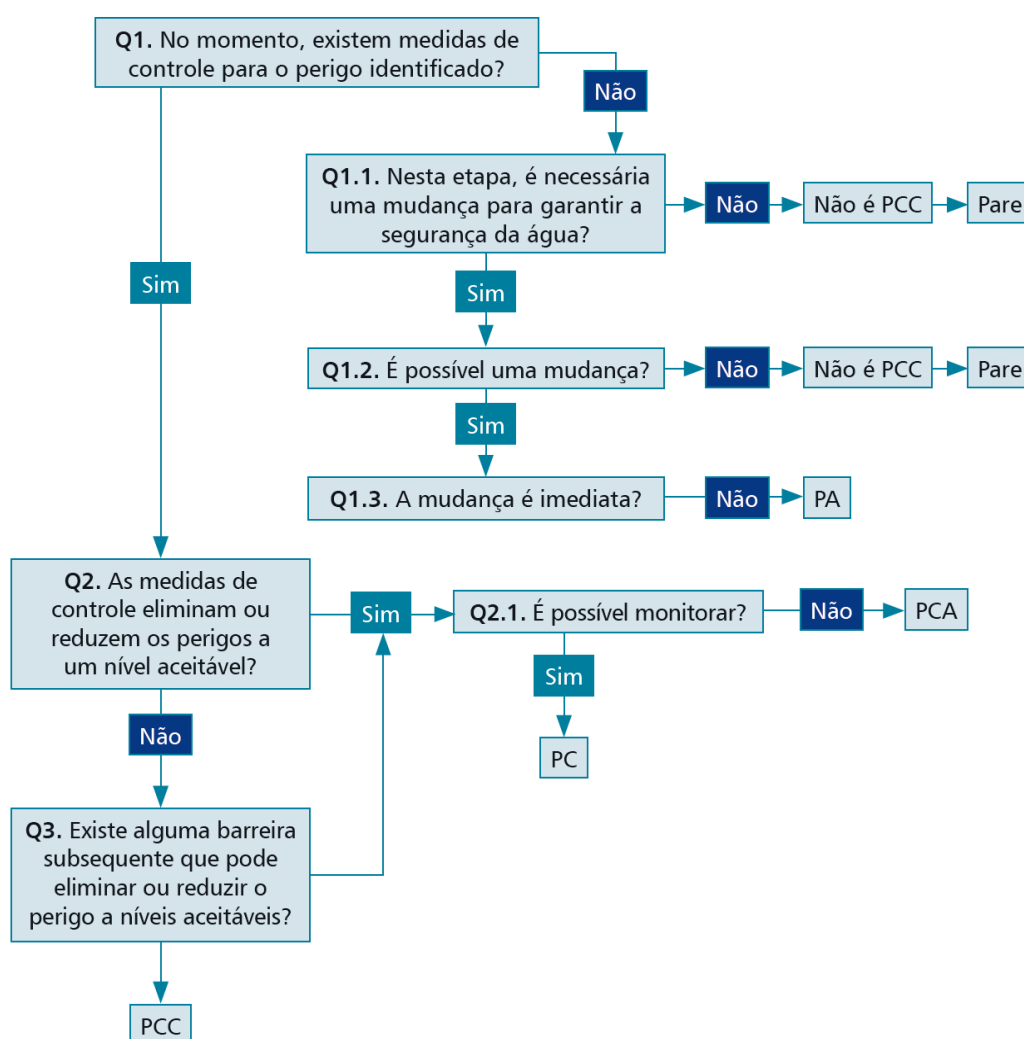 Q1. No momento, existem medidas de
controle para o perigo identificado?
Não
Q1.1. Nesta etapa, é necessária
uma mudança para garantir a
segurança da água?
Não
Não é PCC
Pare
Sim
Sim
Q1.2. É possível uma mudança?
Não
Não é PCC
Pare
Sim
Q1.3. A mudança é imediata?
Não
PA
Q2. As medidas de
controle eliminam ou
reduzem os perigos a
um nível aceitável?
Sim
Q2.1. É possível monitorar?
Não
PCA
Sim
PC
Não
Q3. Existe alguma barreira
subsequente que pode
eliminar ou reduzir o
perigo a níveis aceitáveis?
PCC